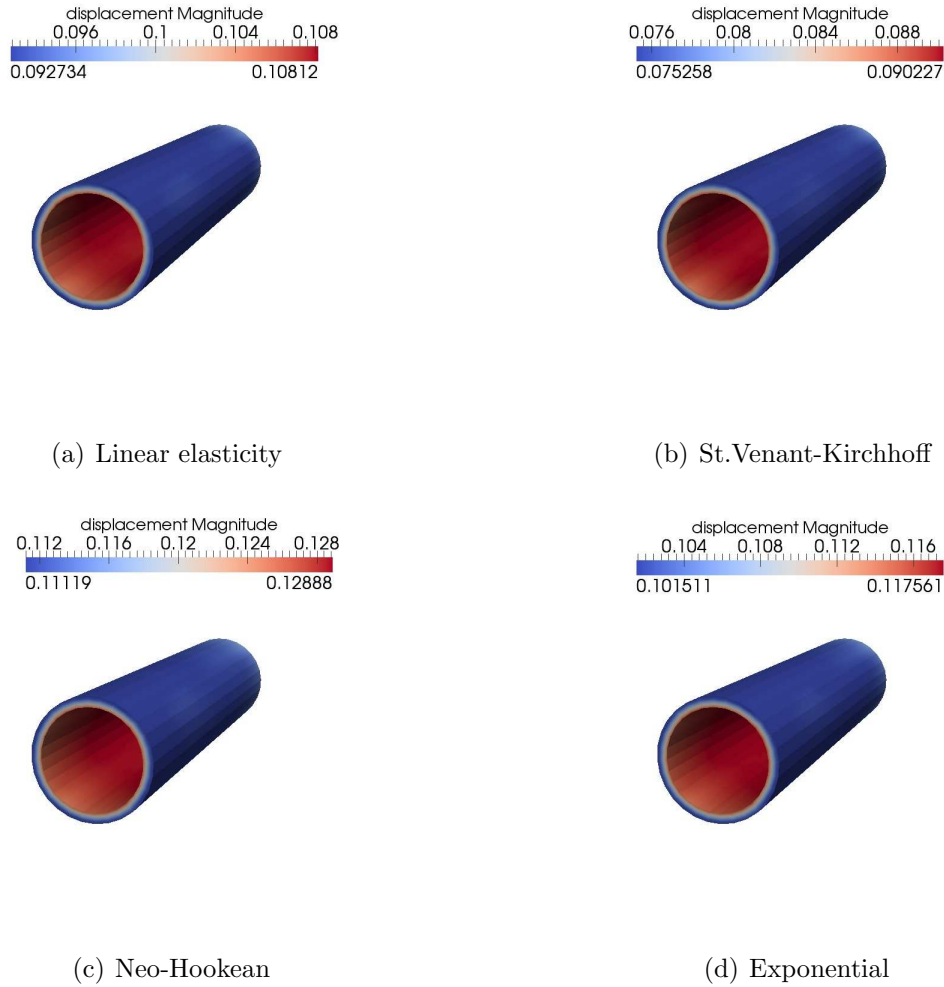 displacement Magnitude
0.096 0.1 0.104 0.108
0.092734 0.10812
displacement Magnitude
0.076 0.08 0.084 0.088
0.075258 0.090227
(a) Linear elasticity
(b) St.Venant-Kirchhoff
displacement Magnitude
0.112 0.116 0.12 0.124 0.128
0.11119 0.12888
displacement Magnitude
0.104 0.108 0.112 0.116
0.101511 0.117561
(c) Neo-Hookean
(d) Exponential